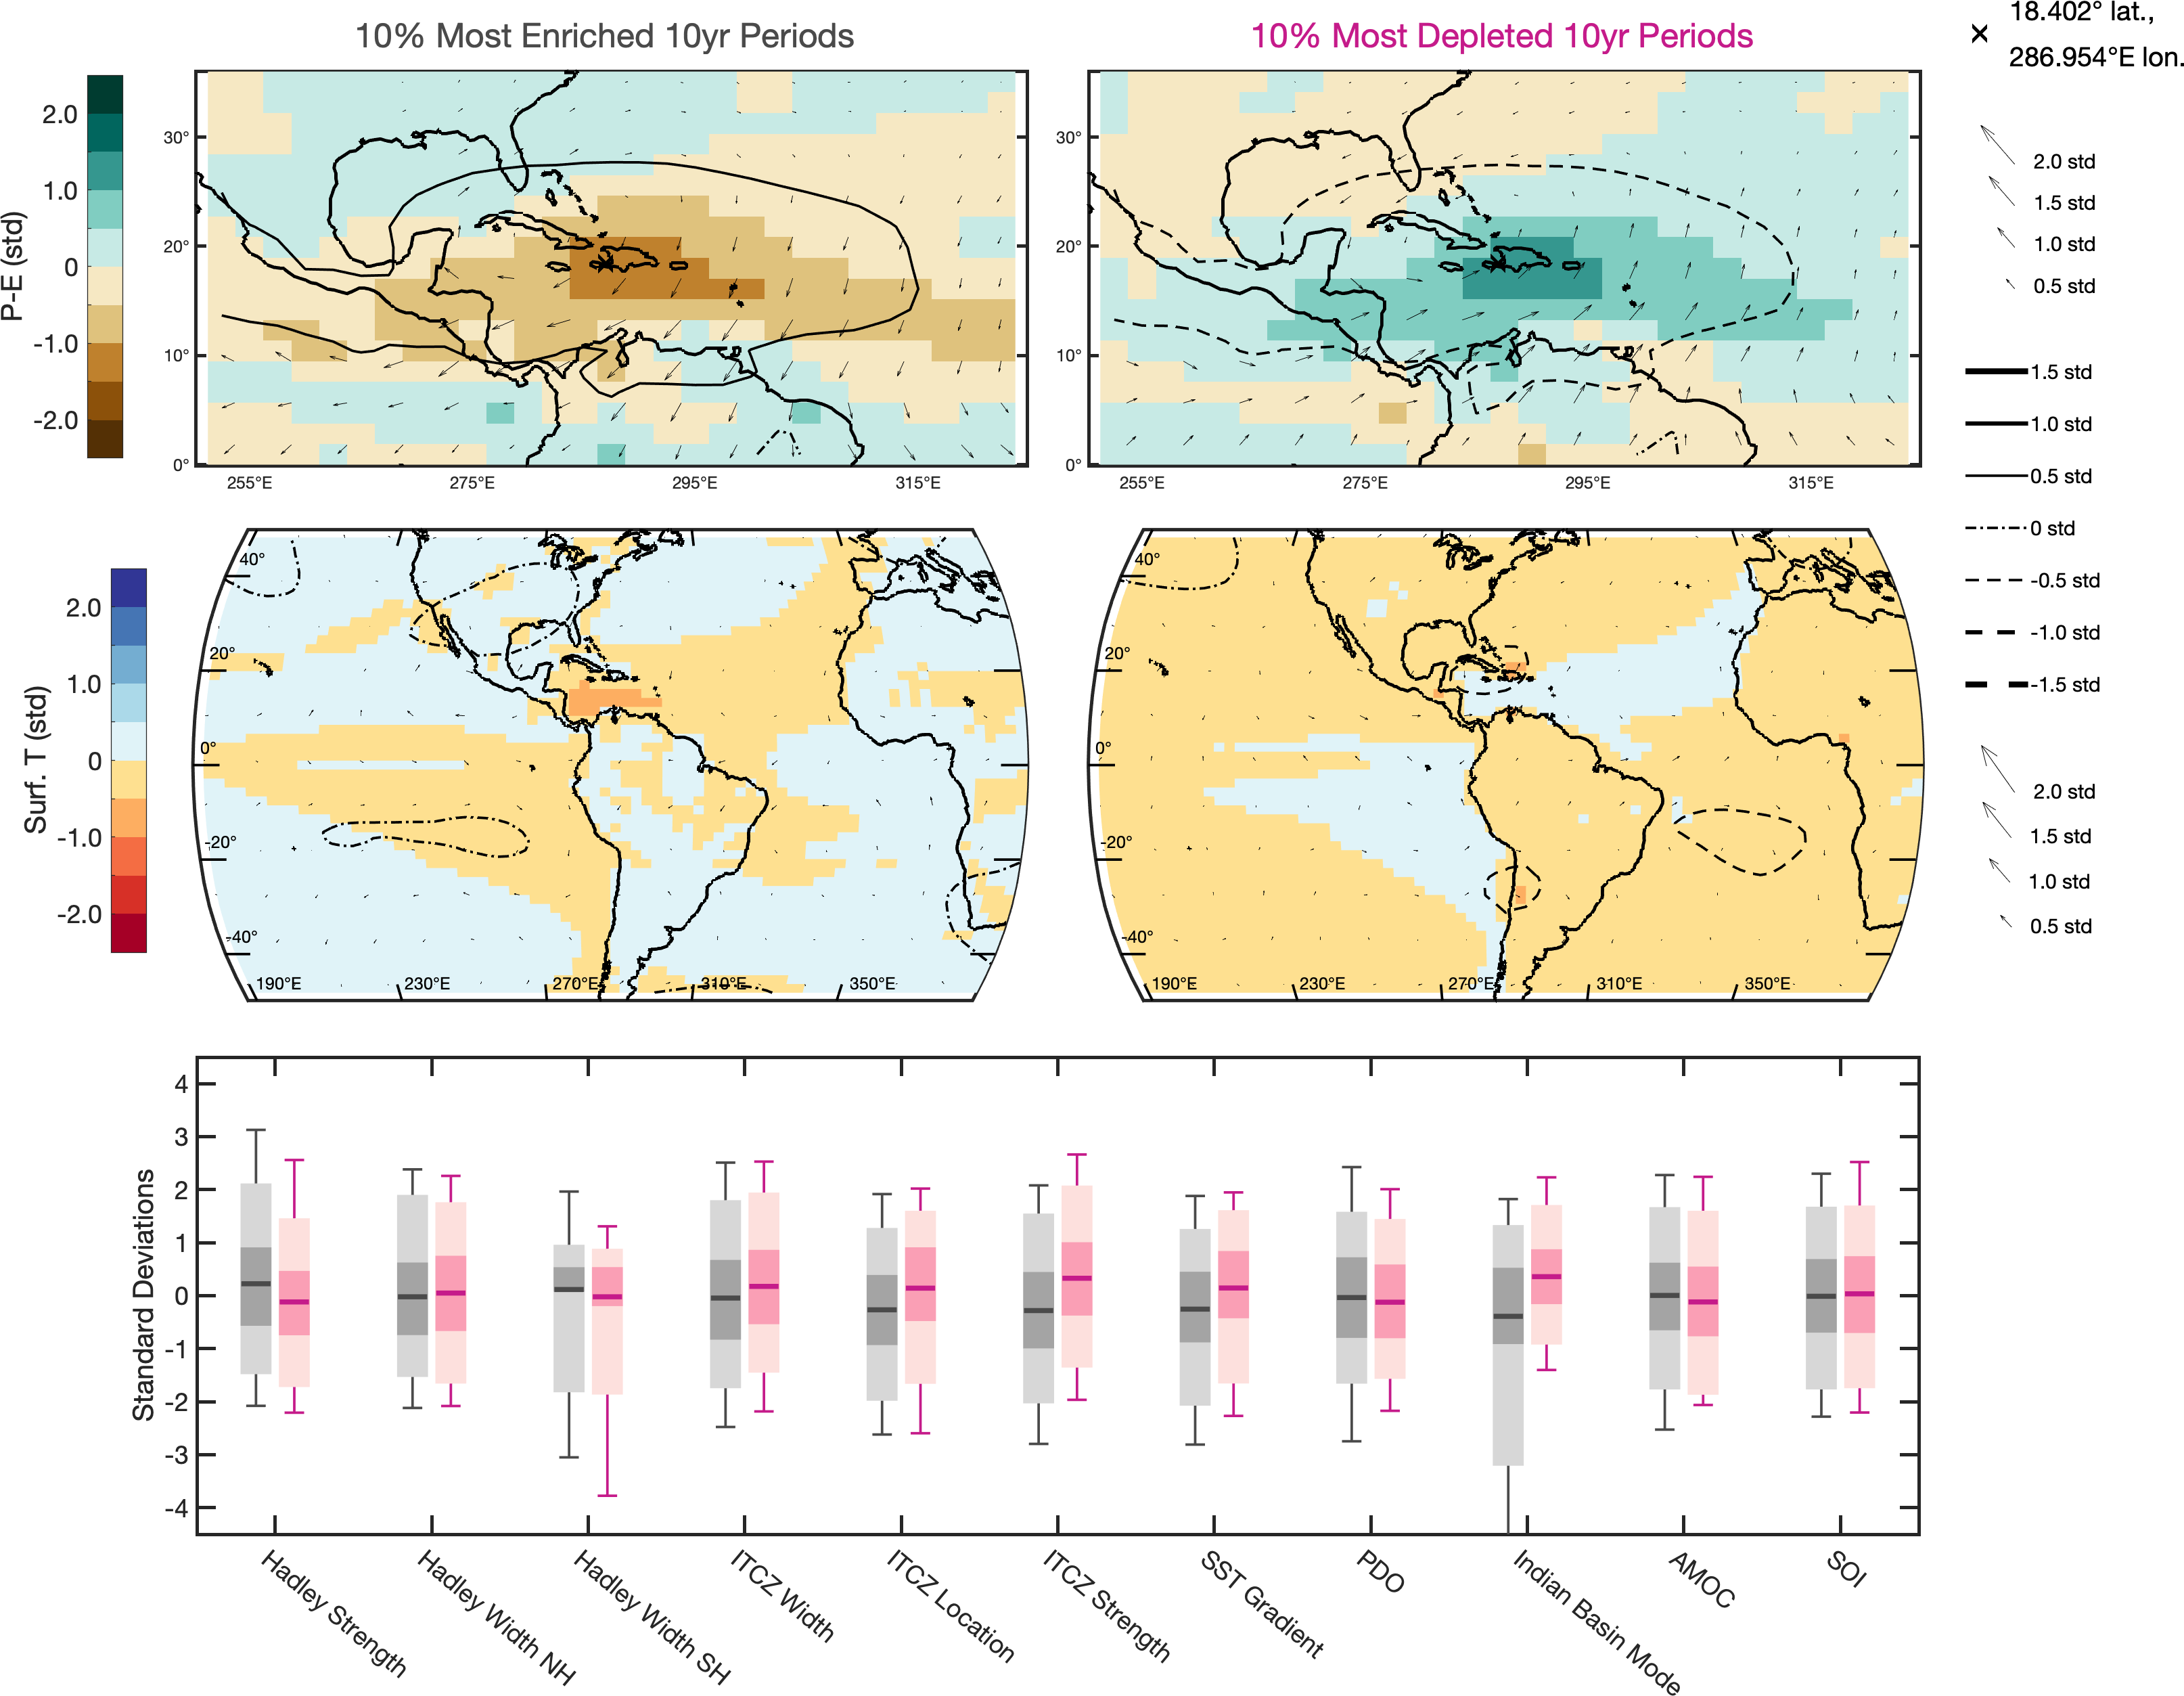 10% Most Enriched 10yr Periods
10% Most Depleted 10yr Periods
× 18.402° lat.,
286.954°E lon.
P-E (std)
2.0
1.0
0
-1.0
-2.0
30°
20°
10°
0°
255°E 275°E 295°E 315°E
30°
20°
10°
0°
255°E 275°E 295°E 315°E
2.0 std
1.5 std
1.0 std
0.5 std
1.5 std
1.0 std
0.5 std
0 std
-0.5 std
-1.0 std
-1.5 std
Surf. T (std)
2.0
1.0
0
-1.0
-2.0
40°
20°
0°
-20°
-40°
190°E 230°E 270°E 310°E 350°E
40°
20°
0°
-20°
-40°
190°E 230°E 270°E 310°E 350°E
2.0 std
1.5 std
1.0 std
0.5 std
Standard Deviations
4
3
2
1
0
-1
-2
-3
-4
Hadley Strength
Hadley Width NH
Hadley Width SH
ITCZ Width
ITCZ Location
ITCZ Strength
SST Gradient
PDO
Indian Basin Mode
AMOC
SOI